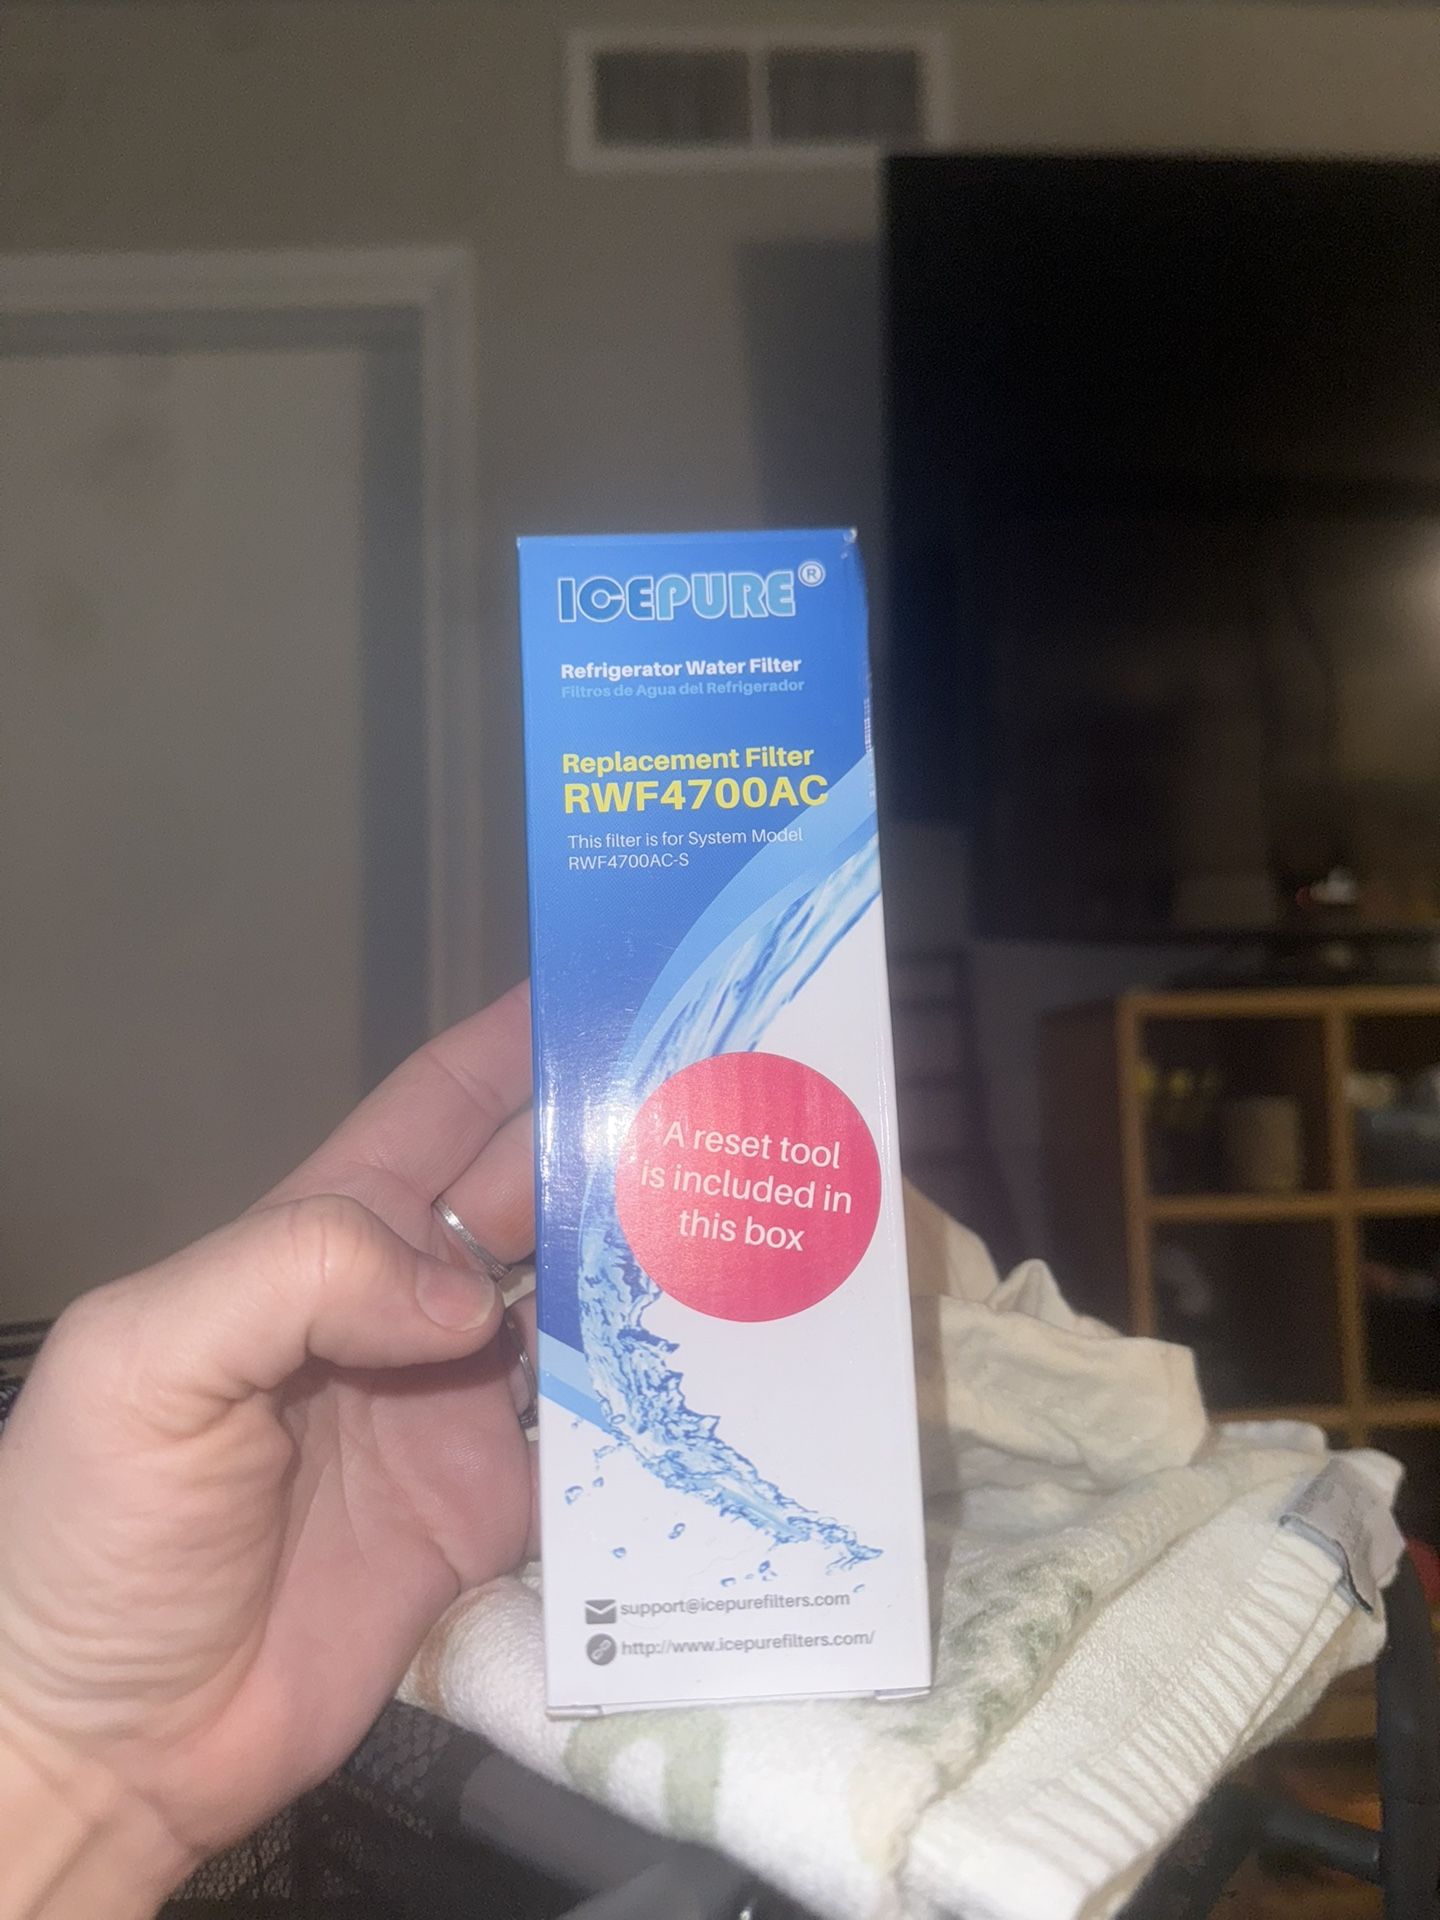 ICEPURE®
Refrigerator Water Filter
Filtros de Agua del Refrigerador
Replacement Filter
RWF4700AC
This filter is for System Model
RWF4700AC-S
A reset tool
is included in
this box
support@icepurefilters.com
http://www.icepurefilters.com/